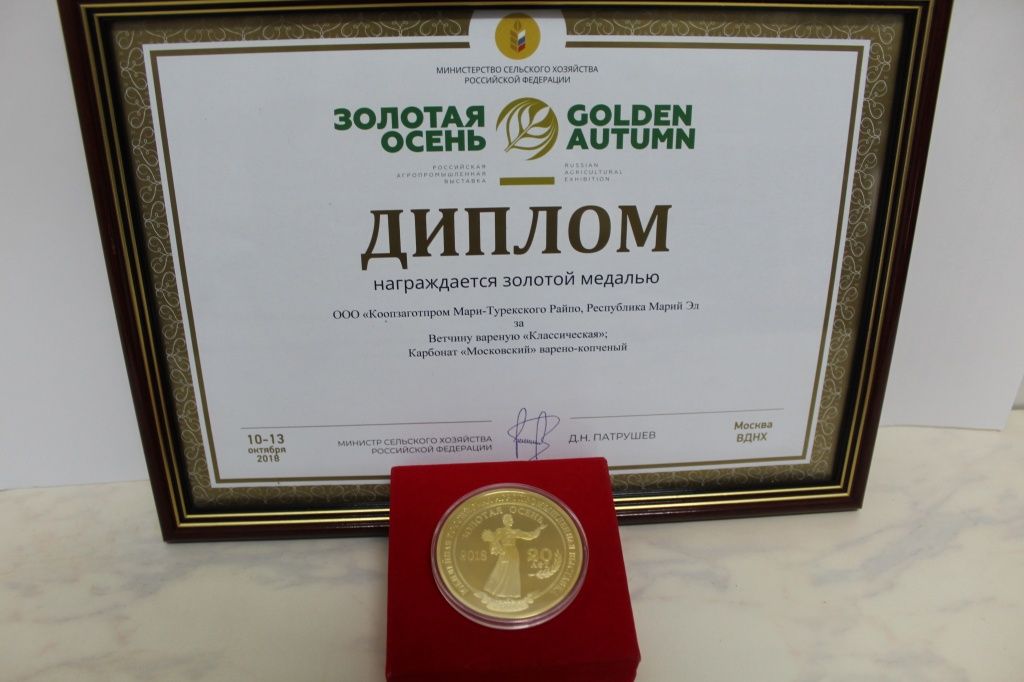 МИНИСТЕРСТВО СЕЛЬСКОГО ХОЗЯЙСТВА
РОССИЙСКОЙ ФЕДЕРАЦИИ
ЗОЛОТАЯ
ОСЕНЬ
GOLDEN
AUTUMN
РОССИЙСКАЯ
АГРОПРОМЫШЛЕННАЯ
ВЫСТАВКА
RUSSIAN
AGRICULTURAL
EXHIBITION
ДИПЛОМ
награждается золотой медалью
ООО «Коопзаготпром Мари-Турекского Райпо, Республика Марий Эл
за
Ветчину вареную «Классическая»;
Карбонат «Московский» варено-копченый
10-13
октября
2018
МИНИСТР СЕЛЬСКОГО ХОЗЯЙСТВА
РОССИЙСКОЙ ФЕДЕРАЦИИ
Д.Н. ПАТРУШЕВ
Москва
ВДНХ
ЗОЛОТАЯ ОСЕНЬ
2018
20
ЛЕТ